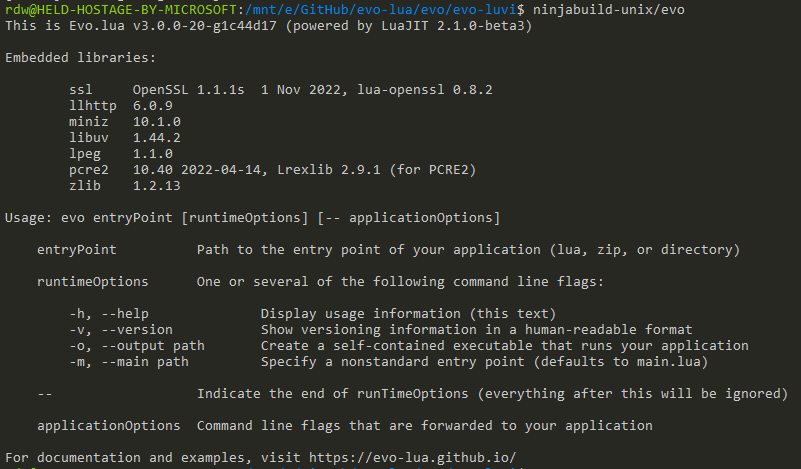 rdw@HELD-HOSTAGE-BY-MICROSOFT:/mnt/e/GitHub/evo-lua/evo/evo-luvi$ ninjabuild-unix/evo
This is Evo.lua v3.0.0-20-g1c44d17 (powered by LuaJIT 2.1.0-beta3)
Embedded libraries:
ssl OpenSSL 1.1.1s 1 Nov 2022, lua-openssl 0.8.2
llhttp 6.0.9
miniz 10.1.0
libuv 1.44.2
lpeg 1.1.0
pcre2 10.40 2022-04-14, Lrexlib 2.9.1 (for PCRE2)
zlib 1.2.13
Usage: evo entryPoint [runtimeOptions] [-- applicationOptions]
entryPoint Path to the entry point of your application (lua, zip, or directory)
runtimeOptions One or several of the following command line flags:
-h, --help Display usage information (this text)
-v, --version Show versioning information in a human-readable format
-o, --output path Create a self-contained executable that runs your application
-m, --main path Specify a nonstandard entry point (defaults to main.lua)
-- Indicate the end of runTimeOptions (everything after this will be ignored)
applicationOptions Command line flags that are forwarded to your application
For documentation and examples, visit https://evo-lua.github.io/